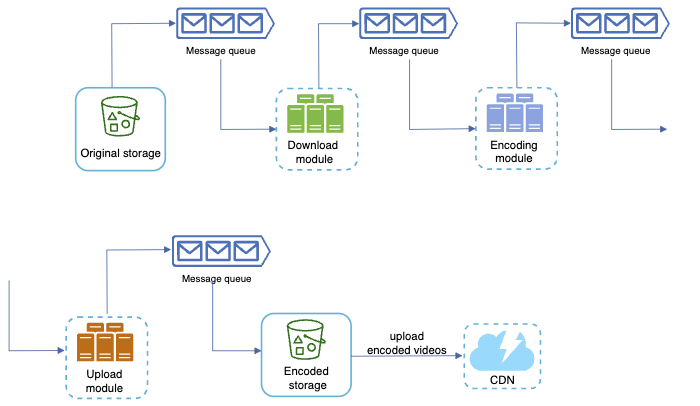 Message queue
Message queue
Message queue
Original storage
Download
module
Encoding
module
Message queue
Upload
module
Encoded
storage
upload
encoded videos
CDN